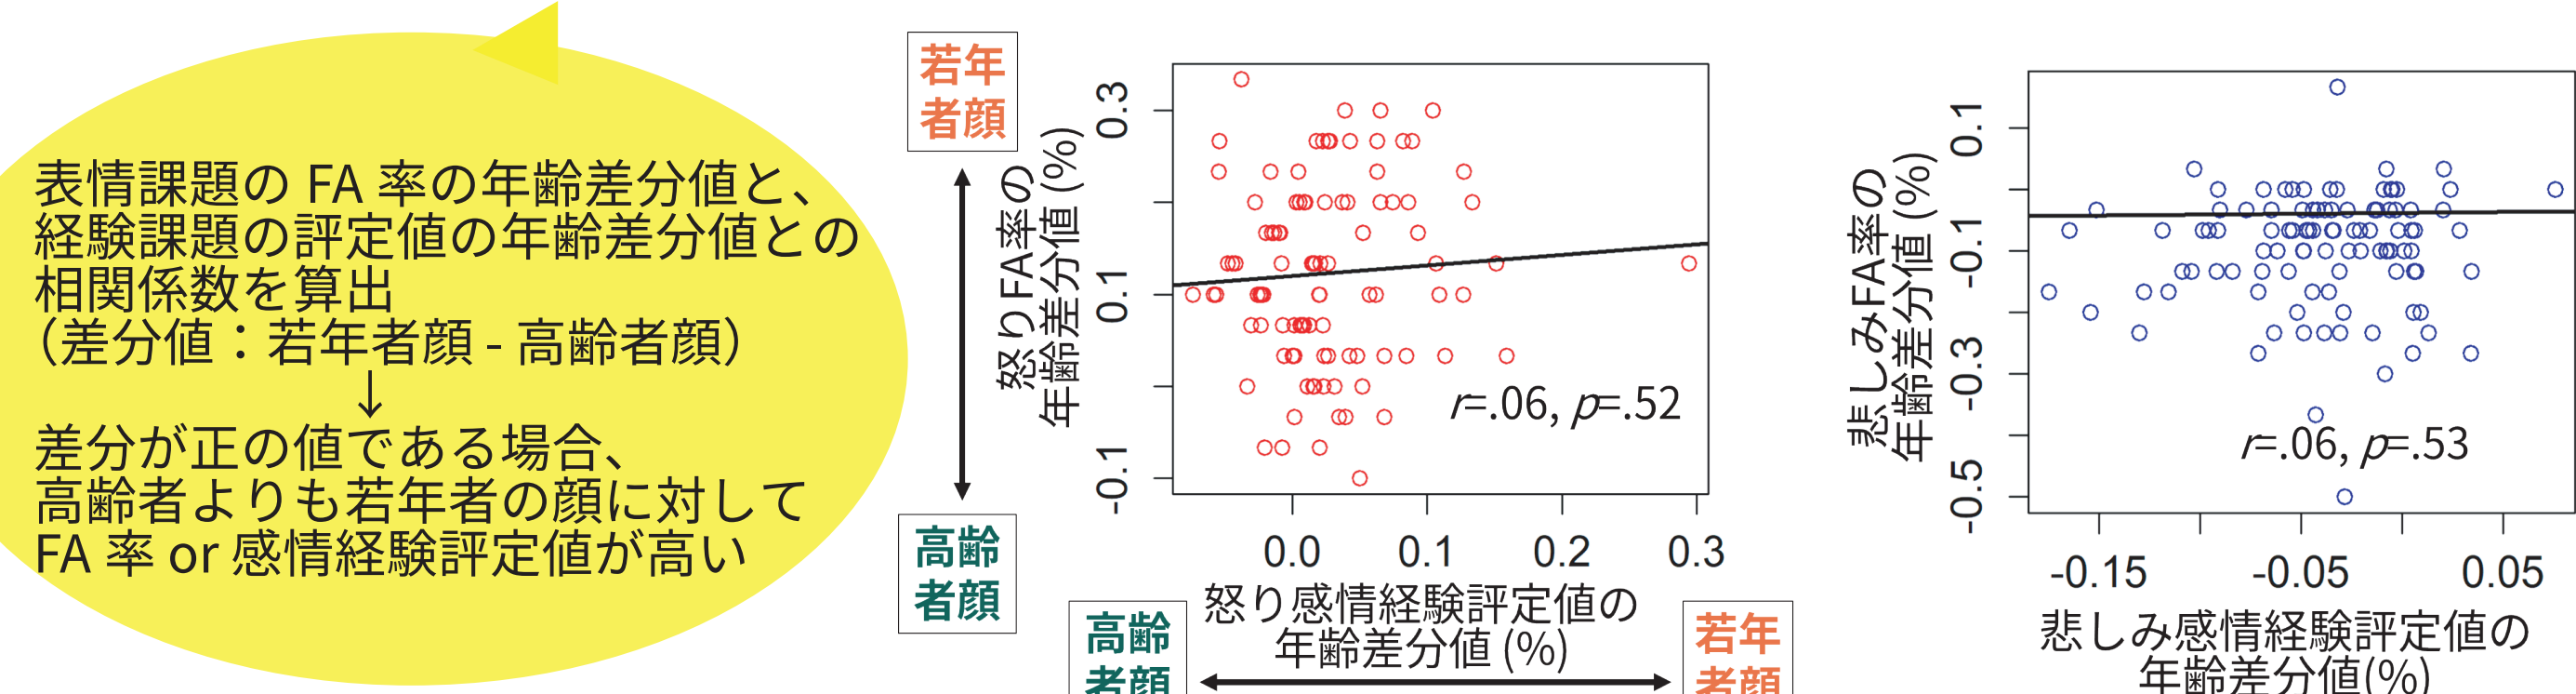 表情課題の FA 率の年齢差分値と、
経験課題の評定値の年齢差分値との
相関係数を算出
（差分値：若年者顔 - 高齢者顔）
↓
差分が正の値である場合、
高齢者よりも若年者の顔に対して
FA 率 or 感情経験評定値が高い
若年
者顔
高齢
者顔
怒りFA率の
年齢差分値 (%)
0.3
0.1
-0.1
r=.06, p=.52
0.0 0.1 0.2 0.3
怒り感情経験評定値の
年齢差分値 (%)
高齢
者顔
若年
者顔
悲しみFA率の
年齢差分値 (%)
0.1
-0.1
-0.3
-0.5
r=.06, p=.53
-0.15 -0.05 0.05
悲しみ感情経験評定値の
年齢差分値(%)